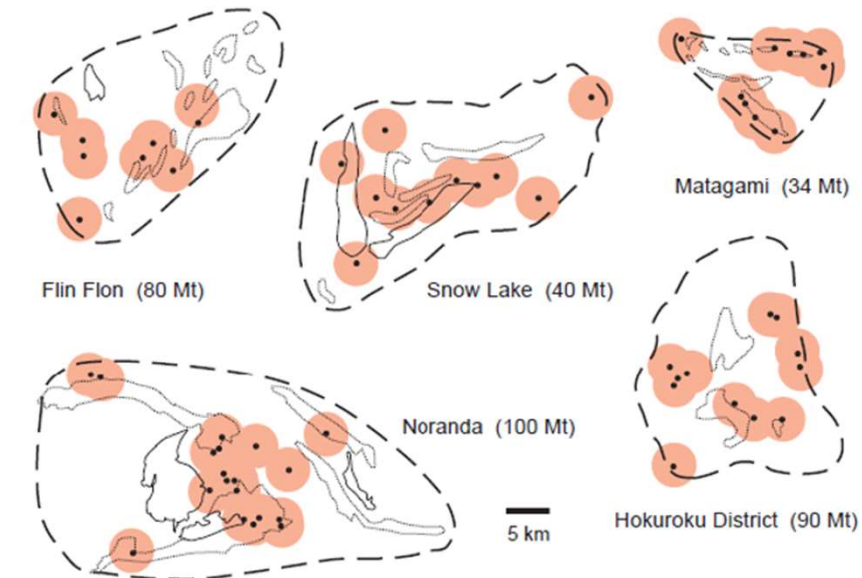 Matagami (34 Mt)
Flin Flon (80 Mt)
Snow Lake (40 Mt)
Noranda (100 Mt)
5 km
Hokuroku District (90 Mt)